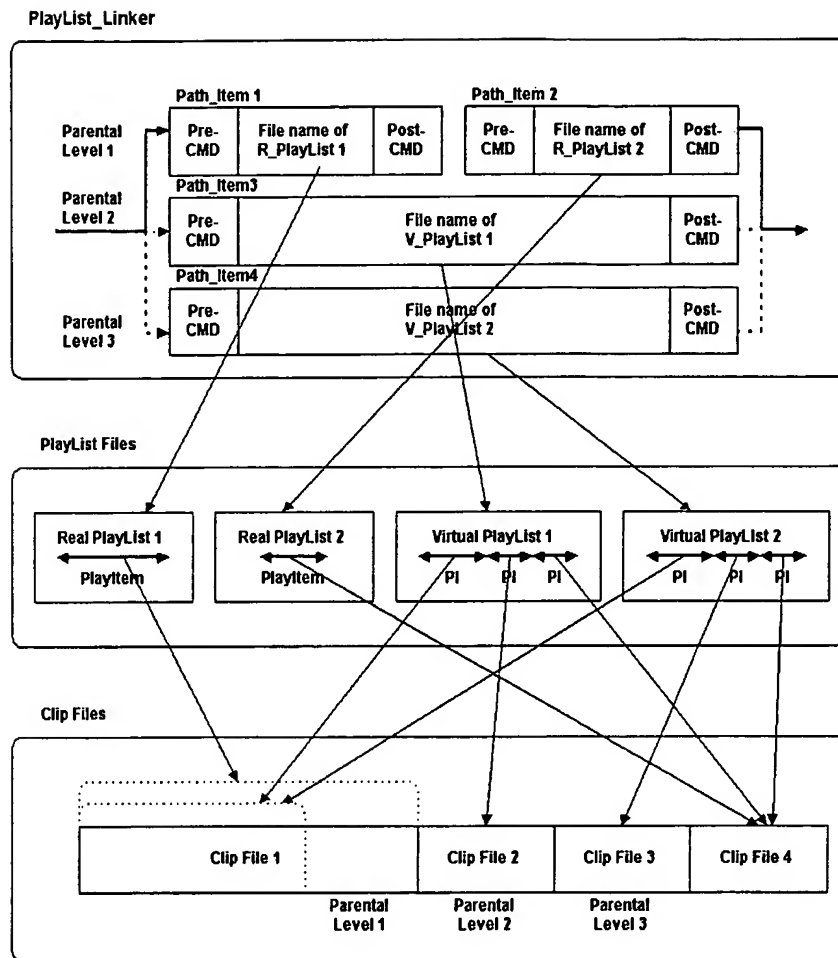 PlayList_Linker
Path_Item 1
Path_Item 2
Parental
Level 1
Pre-
CMD
File name of
R_PlayList 1
Post-
CMD
Pre-
CMD
File name of
R_PlayList 2
Post-
CMD
Parental
Level 2
Path_Item3
Pre-
CMD
File name of
V_PlayList 1
Post-
CMD
Path_Item4
Parental
Level 3
Pre-
CMD
File name of
V_PlayList 2
Post-
CMD
PlayList Files
Real PlayList 1
PlayItem
Real PlayList 2
PlayItem
Virtual PlayList 1
PI
PI
PI
Virtual PlayList 2
PI
PI
PI
Clip Files
Clip File 1
Clip File 2
Clip File 3
Clip File 4
Parental
Level 1
Parental
Level 2
Parental
Level 3